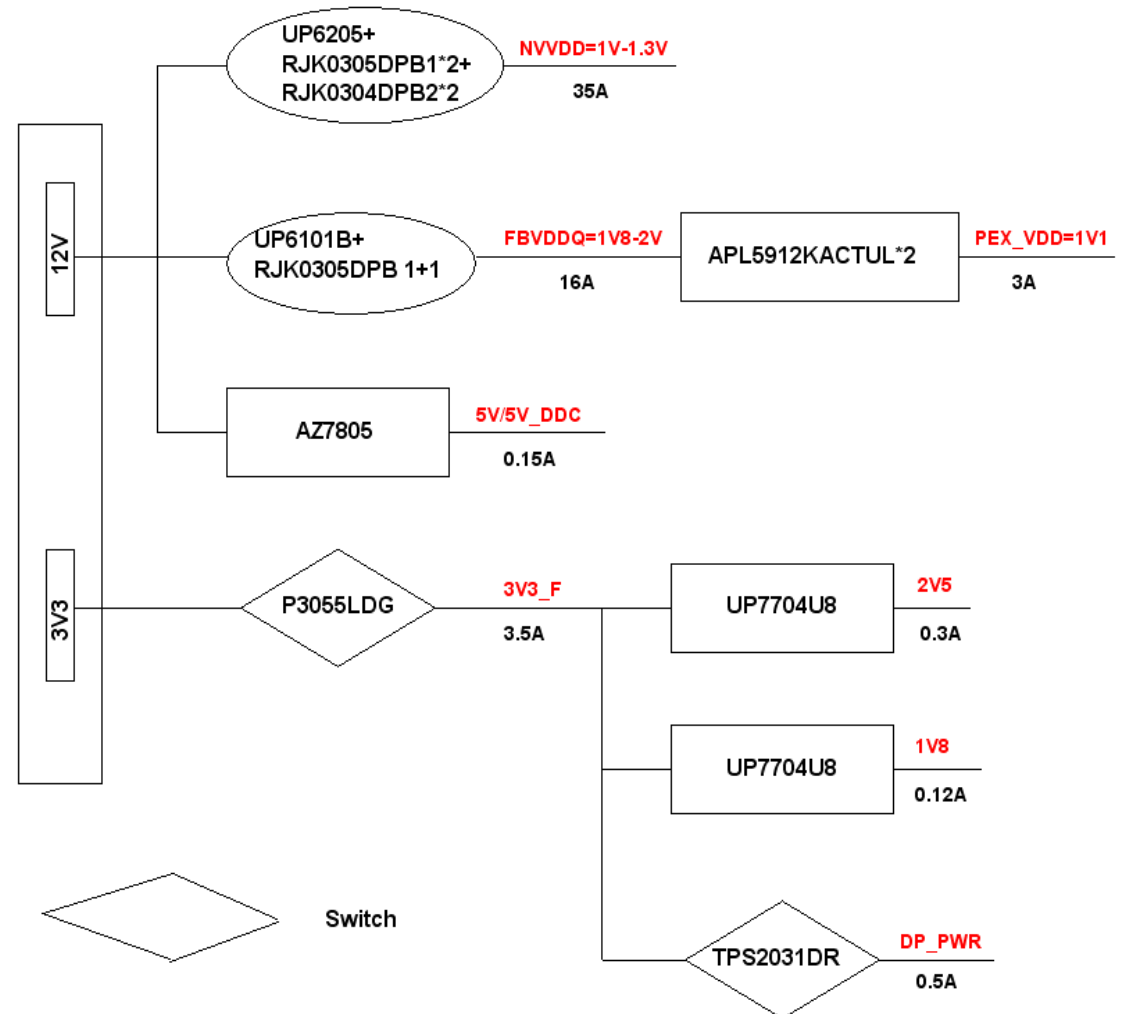 UP6205+
RJK0305DPB1*2+
RJK0304DPB2*2
NVVDD=1V-1.3V
35A
12V
UP6101B+
RJK0305DPB 1+1
FBVDDQ=1V8-2V
16A
APL5912KACTUL*2
PEX_VDD=1V1
3A
AZ7805
5V/5V_DDC
0.15A
3V3
P3055LDG
3V3_F
3.5A
UP7704U8
2V5
0.3A
UP7704U8
1V8
0.12A
Switch
TPS2031DR
DP_PWR
0.5A